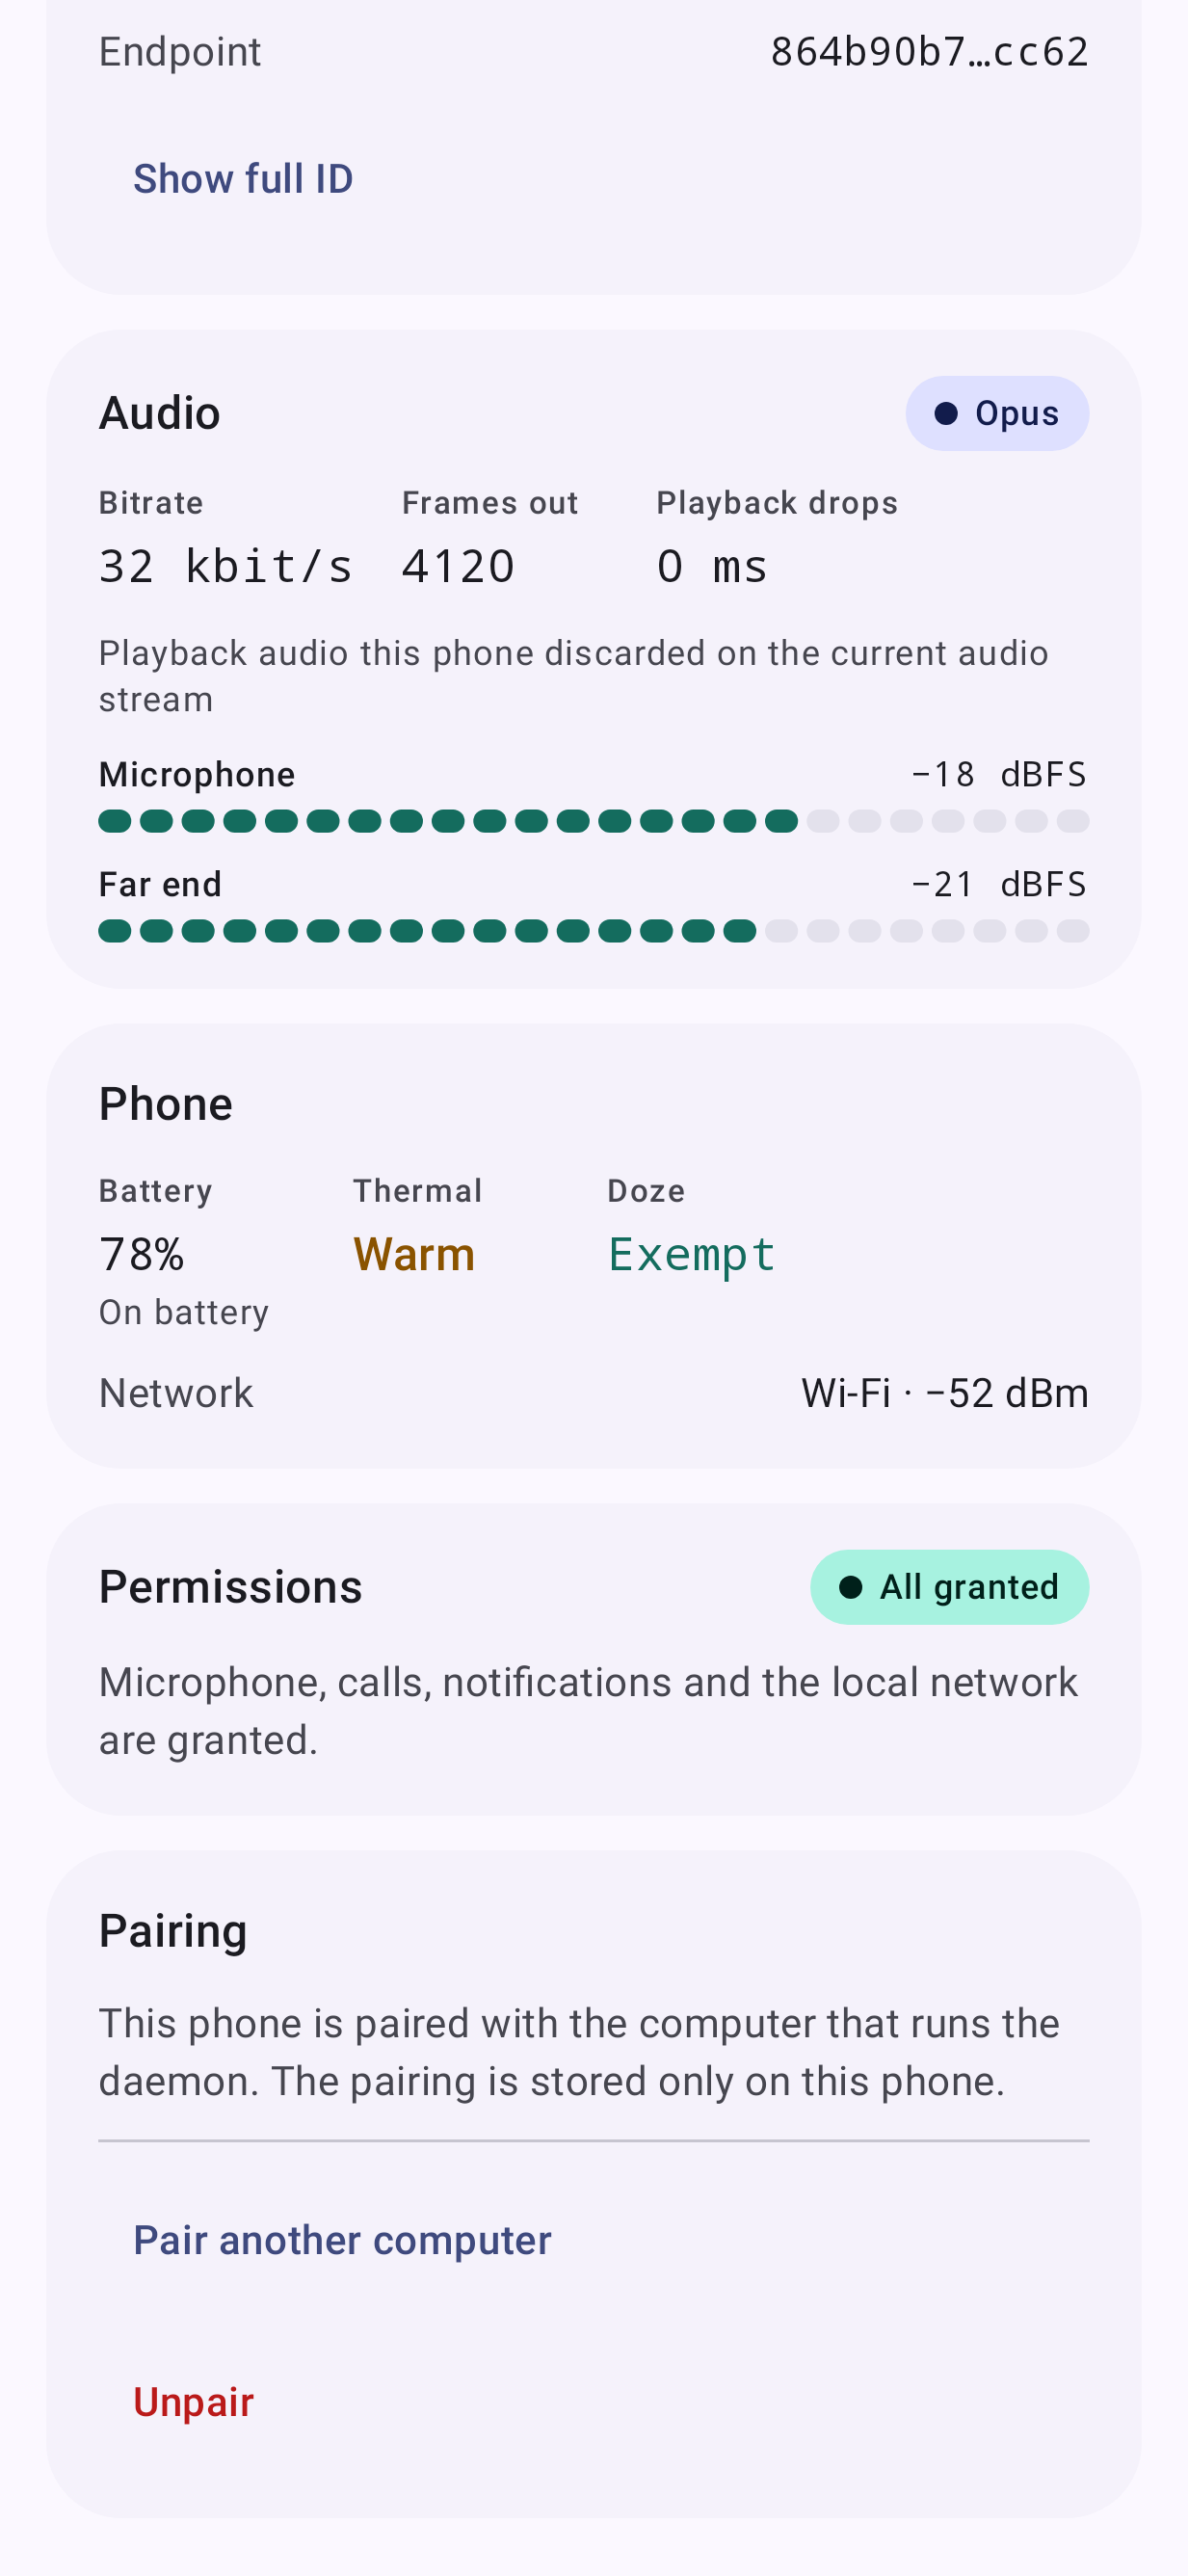 Endpoint 864b90b7…cc62
Show full ID
Audio Opus
Bitrate Frames out Playback drops
32 kbit/s 4120 0 ms
Playback audio this phone discarded on the current audio
stream
Microphone −18 dBFS
Far end −21 dBFS
Phone
Battery Thermal Doze
78% Warm Exempt
On battery
Network Wi-Fi · −52 dBm
Permissions All granted
Microphone, calls, notifications and the local network
are granted.
Pairing
This phone is paired with the computer that runs the
daemon. The pairing is stored only on this phone.
Pair another computer
Unpair